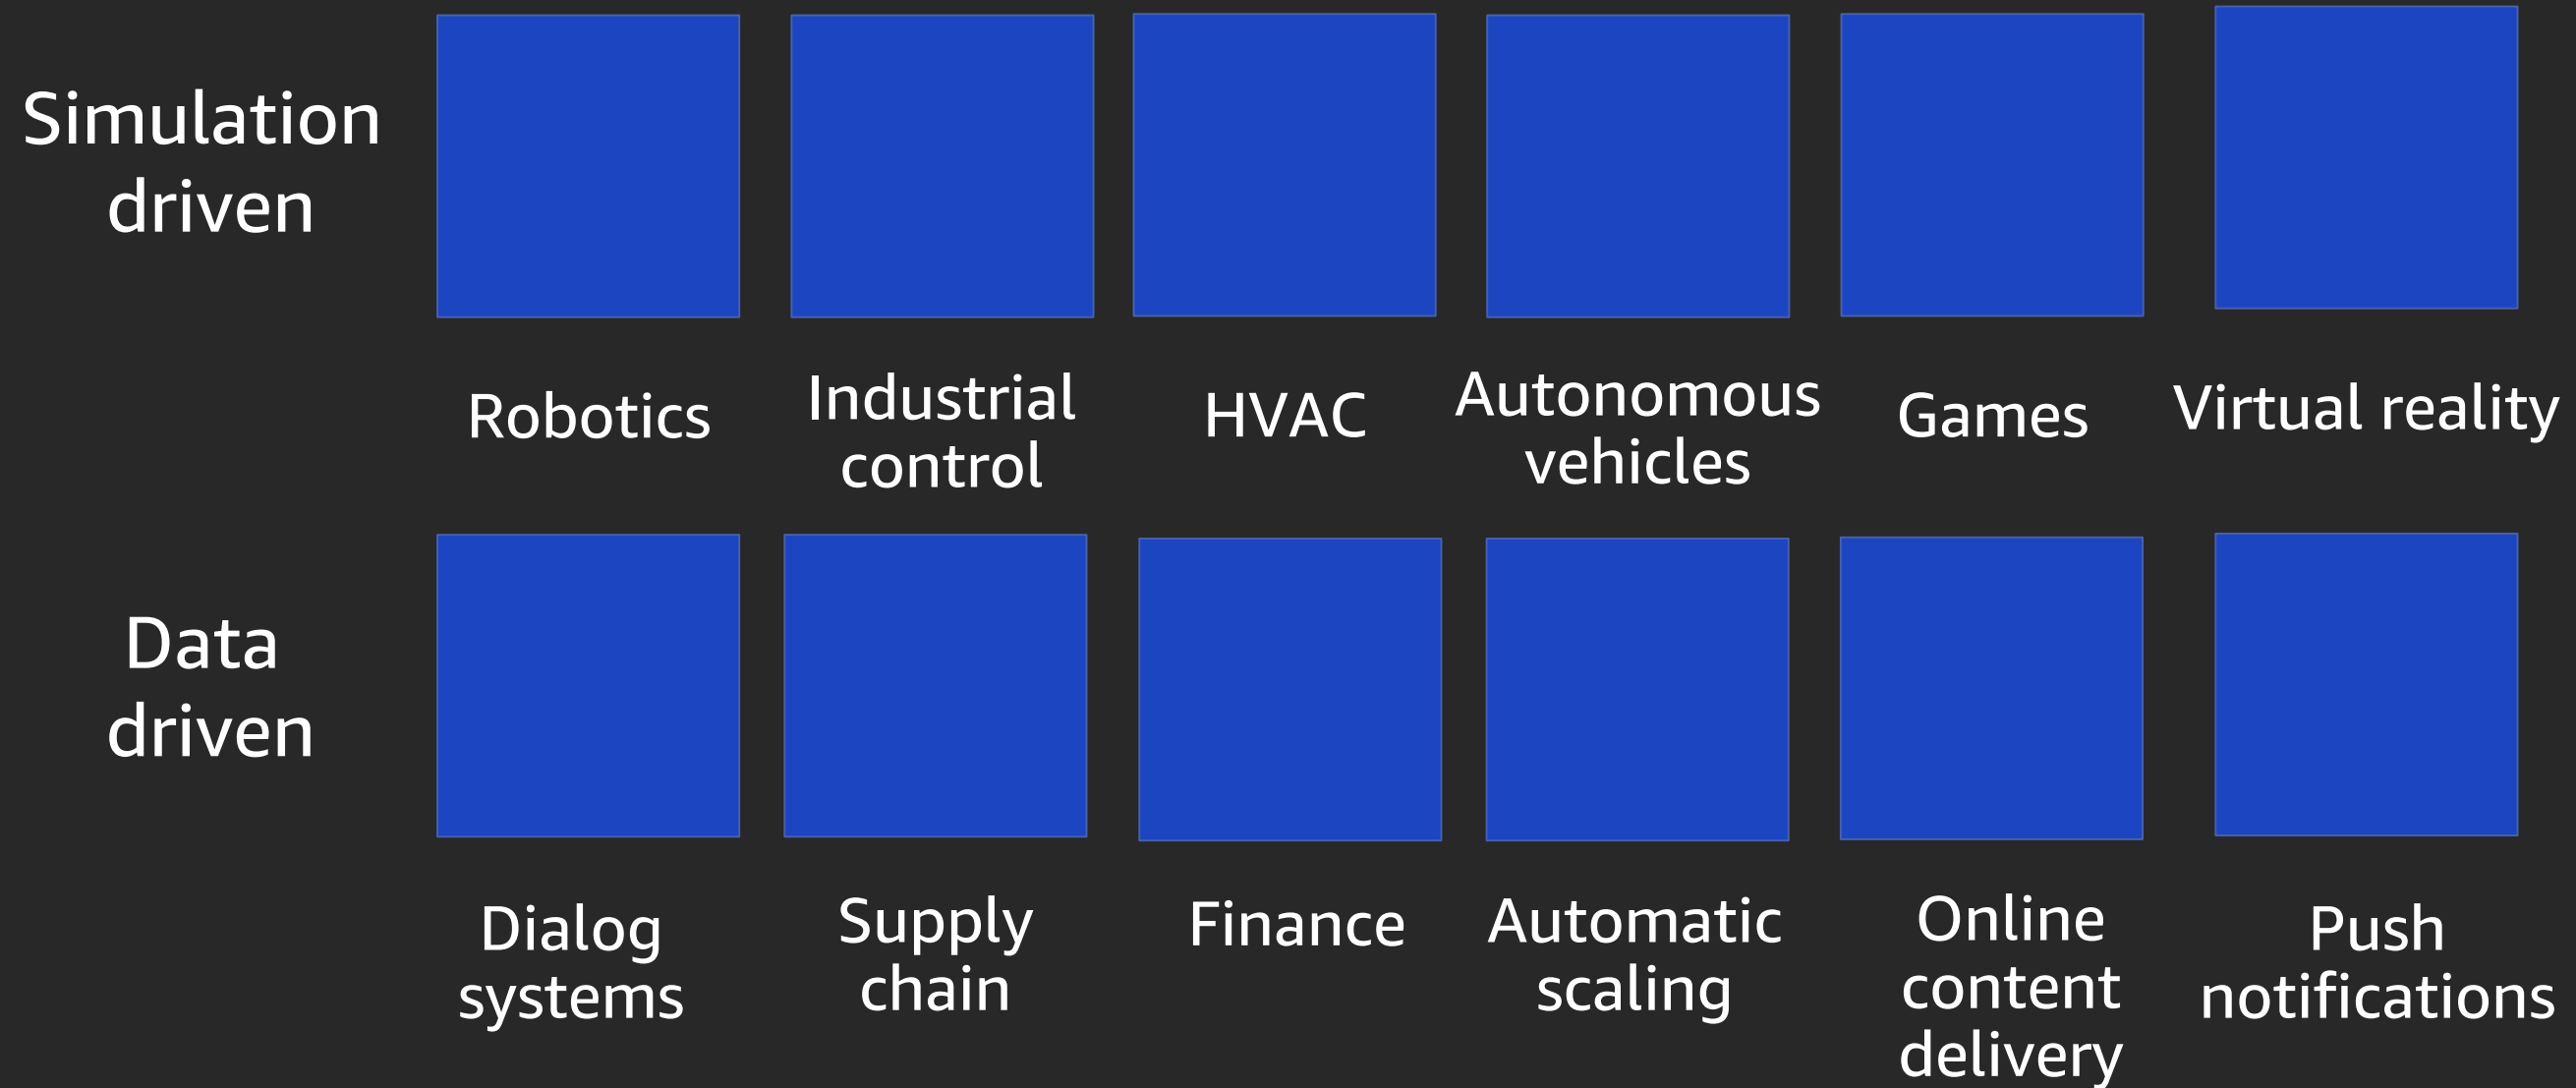 Simulation
driven
Robotics
Industrial
control
HVAC
Autonomous
vehicles
Games
Virtual reality
Data
driven
Dialog
systems
Supply
chain
Finance
Automatic
scaling
Online
content
delivery
Push
notifications